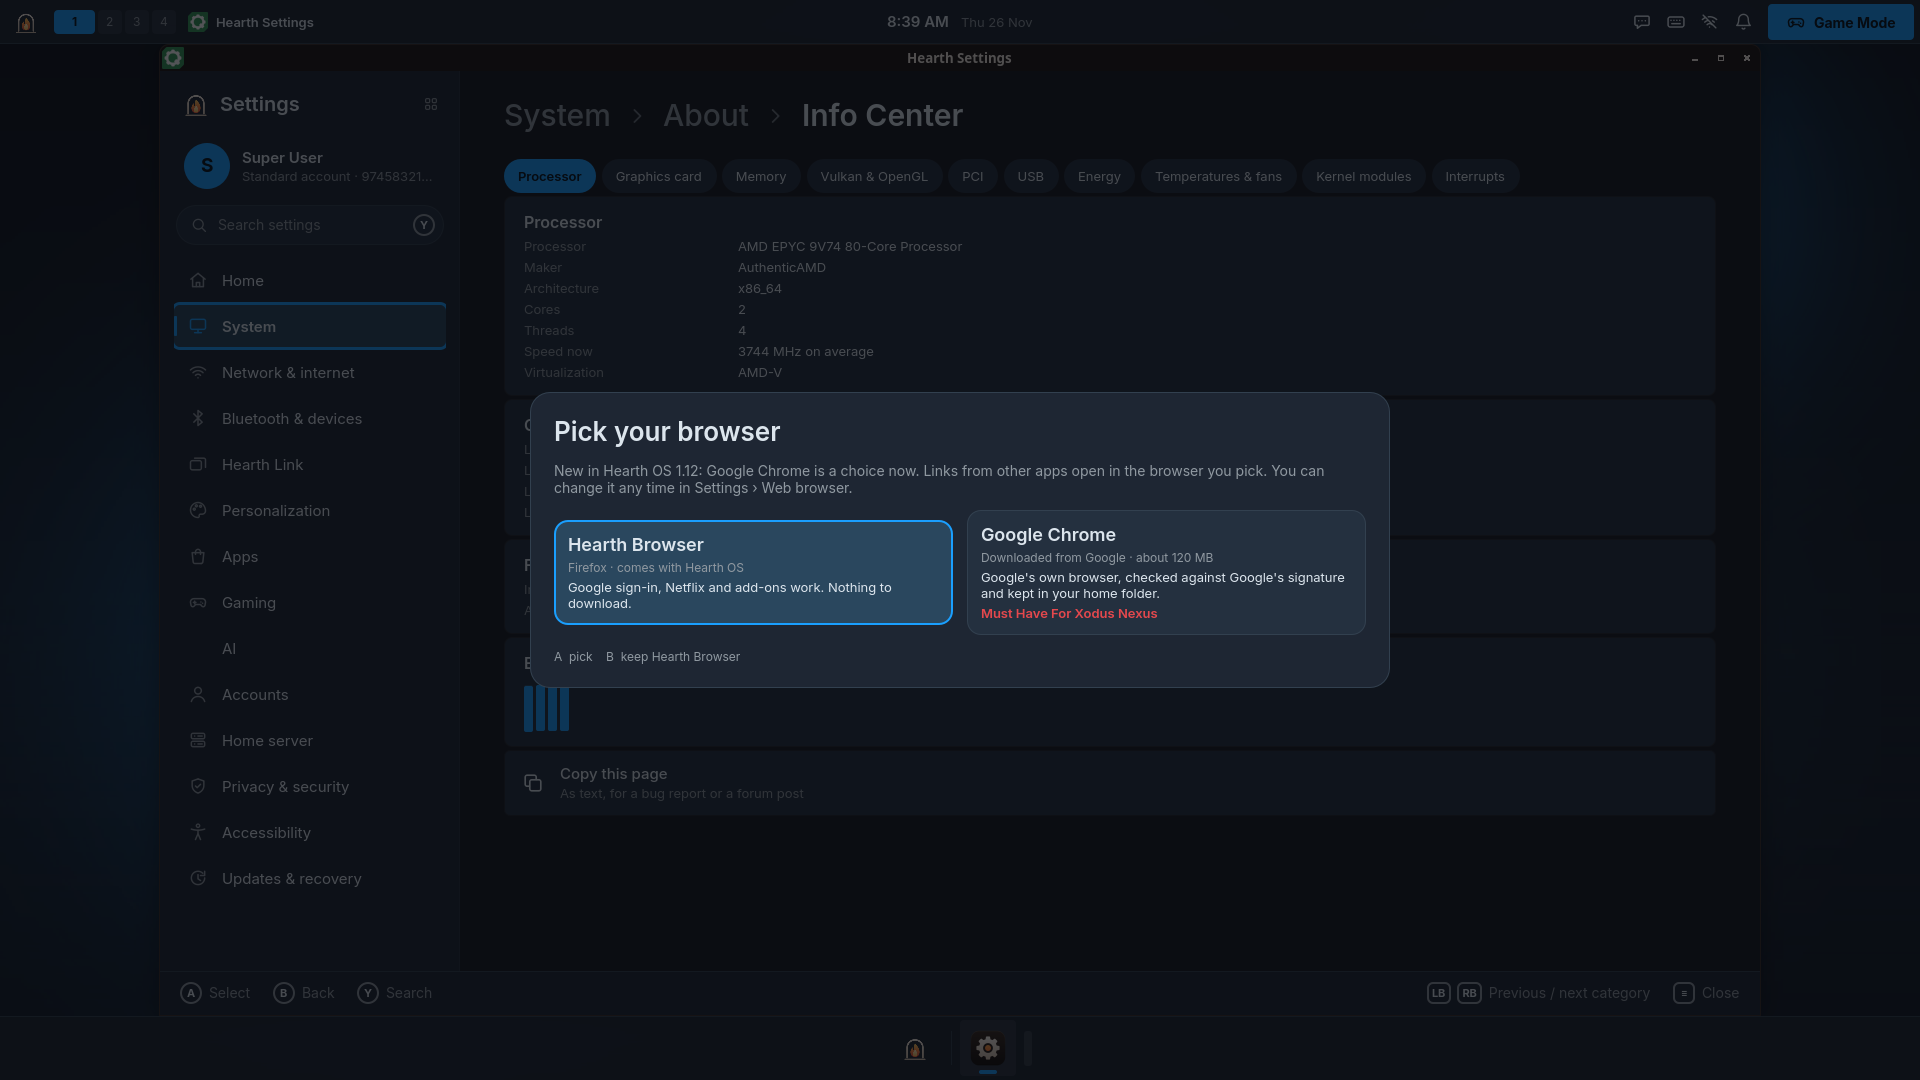 1 2 3 4 Hearth Settings
8:39 AM Thu 26 Nov
Game Mode
Hearth Settings
Settings
S
Super User
Standard account · 97458321...
Search settings
Y
Home
System
Network & internet
Bluetooth & devices
Hearth Link
Personalization
Apps
Gaming
AI
Accounts
Home server
Privacy & security
Accessibility
Updates & recovery
System > About > Info Center
Processor Graphics card Memory Vulkan & OpenGL PCI USB Energy Temperatures & fans Kernel modules Interrupts
Processor
Processor AMD EPYC 9V74 80-Core Processor
Maker AuthenticAMD
Architecture x86_64
Cores 2
Threads 4
Speed now 3744 MHz on average
Virtualization AMD-V
Pick your browser
New in Hearth OS 1.12: Google Chrome is a choice now. Links from other apps open in the browser you pick. You can
change it any time in Settings › Web browser.
Hearth Browser
Firefox · comes with Hearth OS
Google sign-in, Netflix and add-ons work. Nothing to
download.
Google Chrome
Downloaded from Google · about 120 MB
Google's own browser, checked against Google's signature
and kept in your home folder.
Must Have For Xodus Nexus
A pick B keep Hearth Browser
Copy this page
As text, for a bug report or a forum post
A Select B Back Y Search
LB RB Previous / next category Close